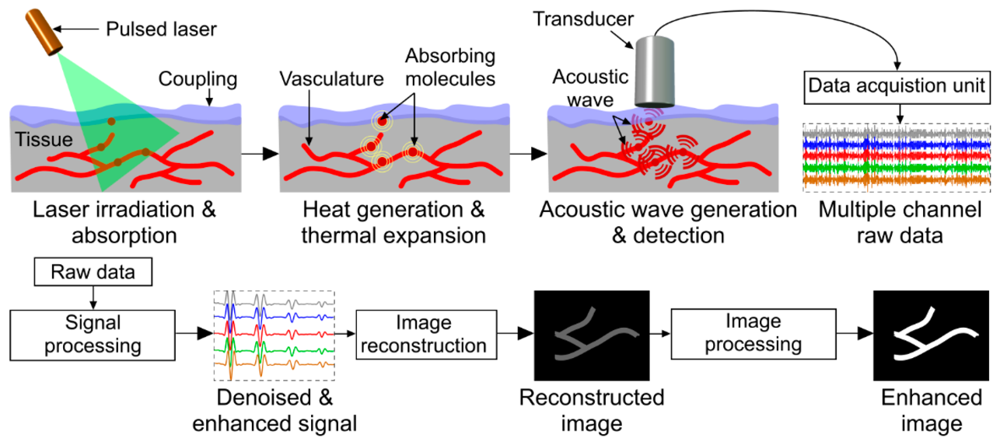 Pulsed laser
Coupling
Tissue
Laser irradiation &
absorption
Vasculature
Absorbing
molecules
Heat generation &
thermal expansion
Transducer
Acoustic
wave
Acoustic wave generation
& detection
Data acquistion unit
Multiple channel
raw data
Raw data
Signal
processing
Denoised &
enhanced signal
Image
reconstruction
Reconstructed
image
Image
processing
Enhanced
image